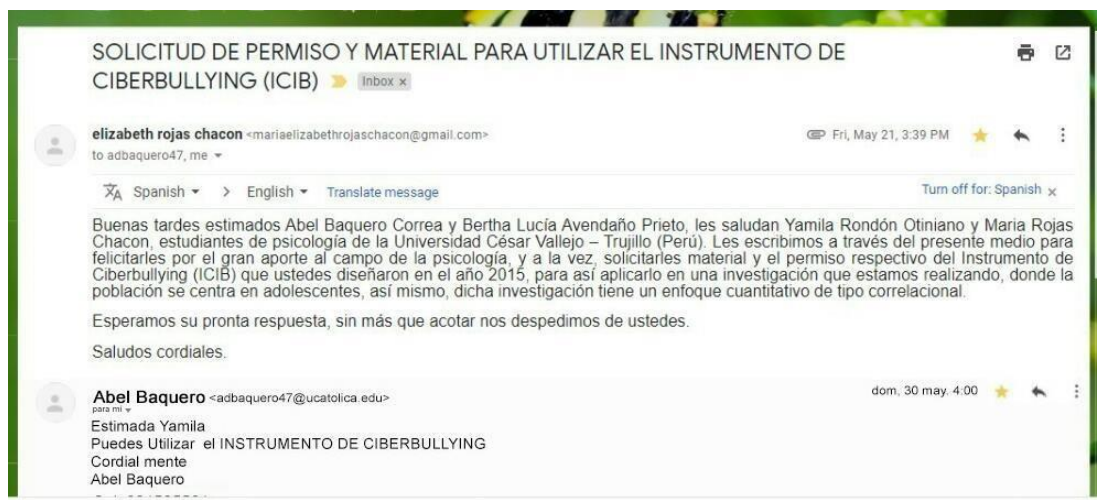 SOLICITUD DE PERMISO Y MATERIAL PARA UTILIZAR EL INSTRUMENTO DE
CIBERBULLYING (ICIB) Inbox x
elizabeth rojas chacon <mariaelizabethrojaschacon@gmail.com> Fri, May 21, 3:39 PM
to adbaquero47, me
Spanish > English Translate message Turn off for: Spanish x
Buenas tardes estimados Abel Baquero Correa y Bertha Lucía Avendaño Prieto, les saludan Yamila Rondón Otiniano y Maria Rojas
Chacon, estudiantes de psicología de la Universidad César Vallejo – Trujillo (Perú). Les escribimos a través del presente medio para
felicitarles por el gran aporte al campo de la psicología, y a la vez, solicitarles material y el permiso respectivo del Instrumento de
Ciberbullying (ICIB) que ustedes diseñaron en el año 2015, para así aplicarlo en una investigación que estamos realizando, donde la
población se centra en adolescentes, así mismo, dicha investigación tiene un enfoque cuantitativo de tipo correlacional.
Esperamos su pronta respuesta, sin más que acotar nos despedimos de ustedes.
Saludos cordiales.
Abel Baquero <adbaquero47@ucatolica.edu> dom, 30 may. 4:00
para mi
Estimada Yamila
Puedes Utilizar el INSTRUMENTO DE CIBERBULLYING
Cordial mente
Abel Baquero